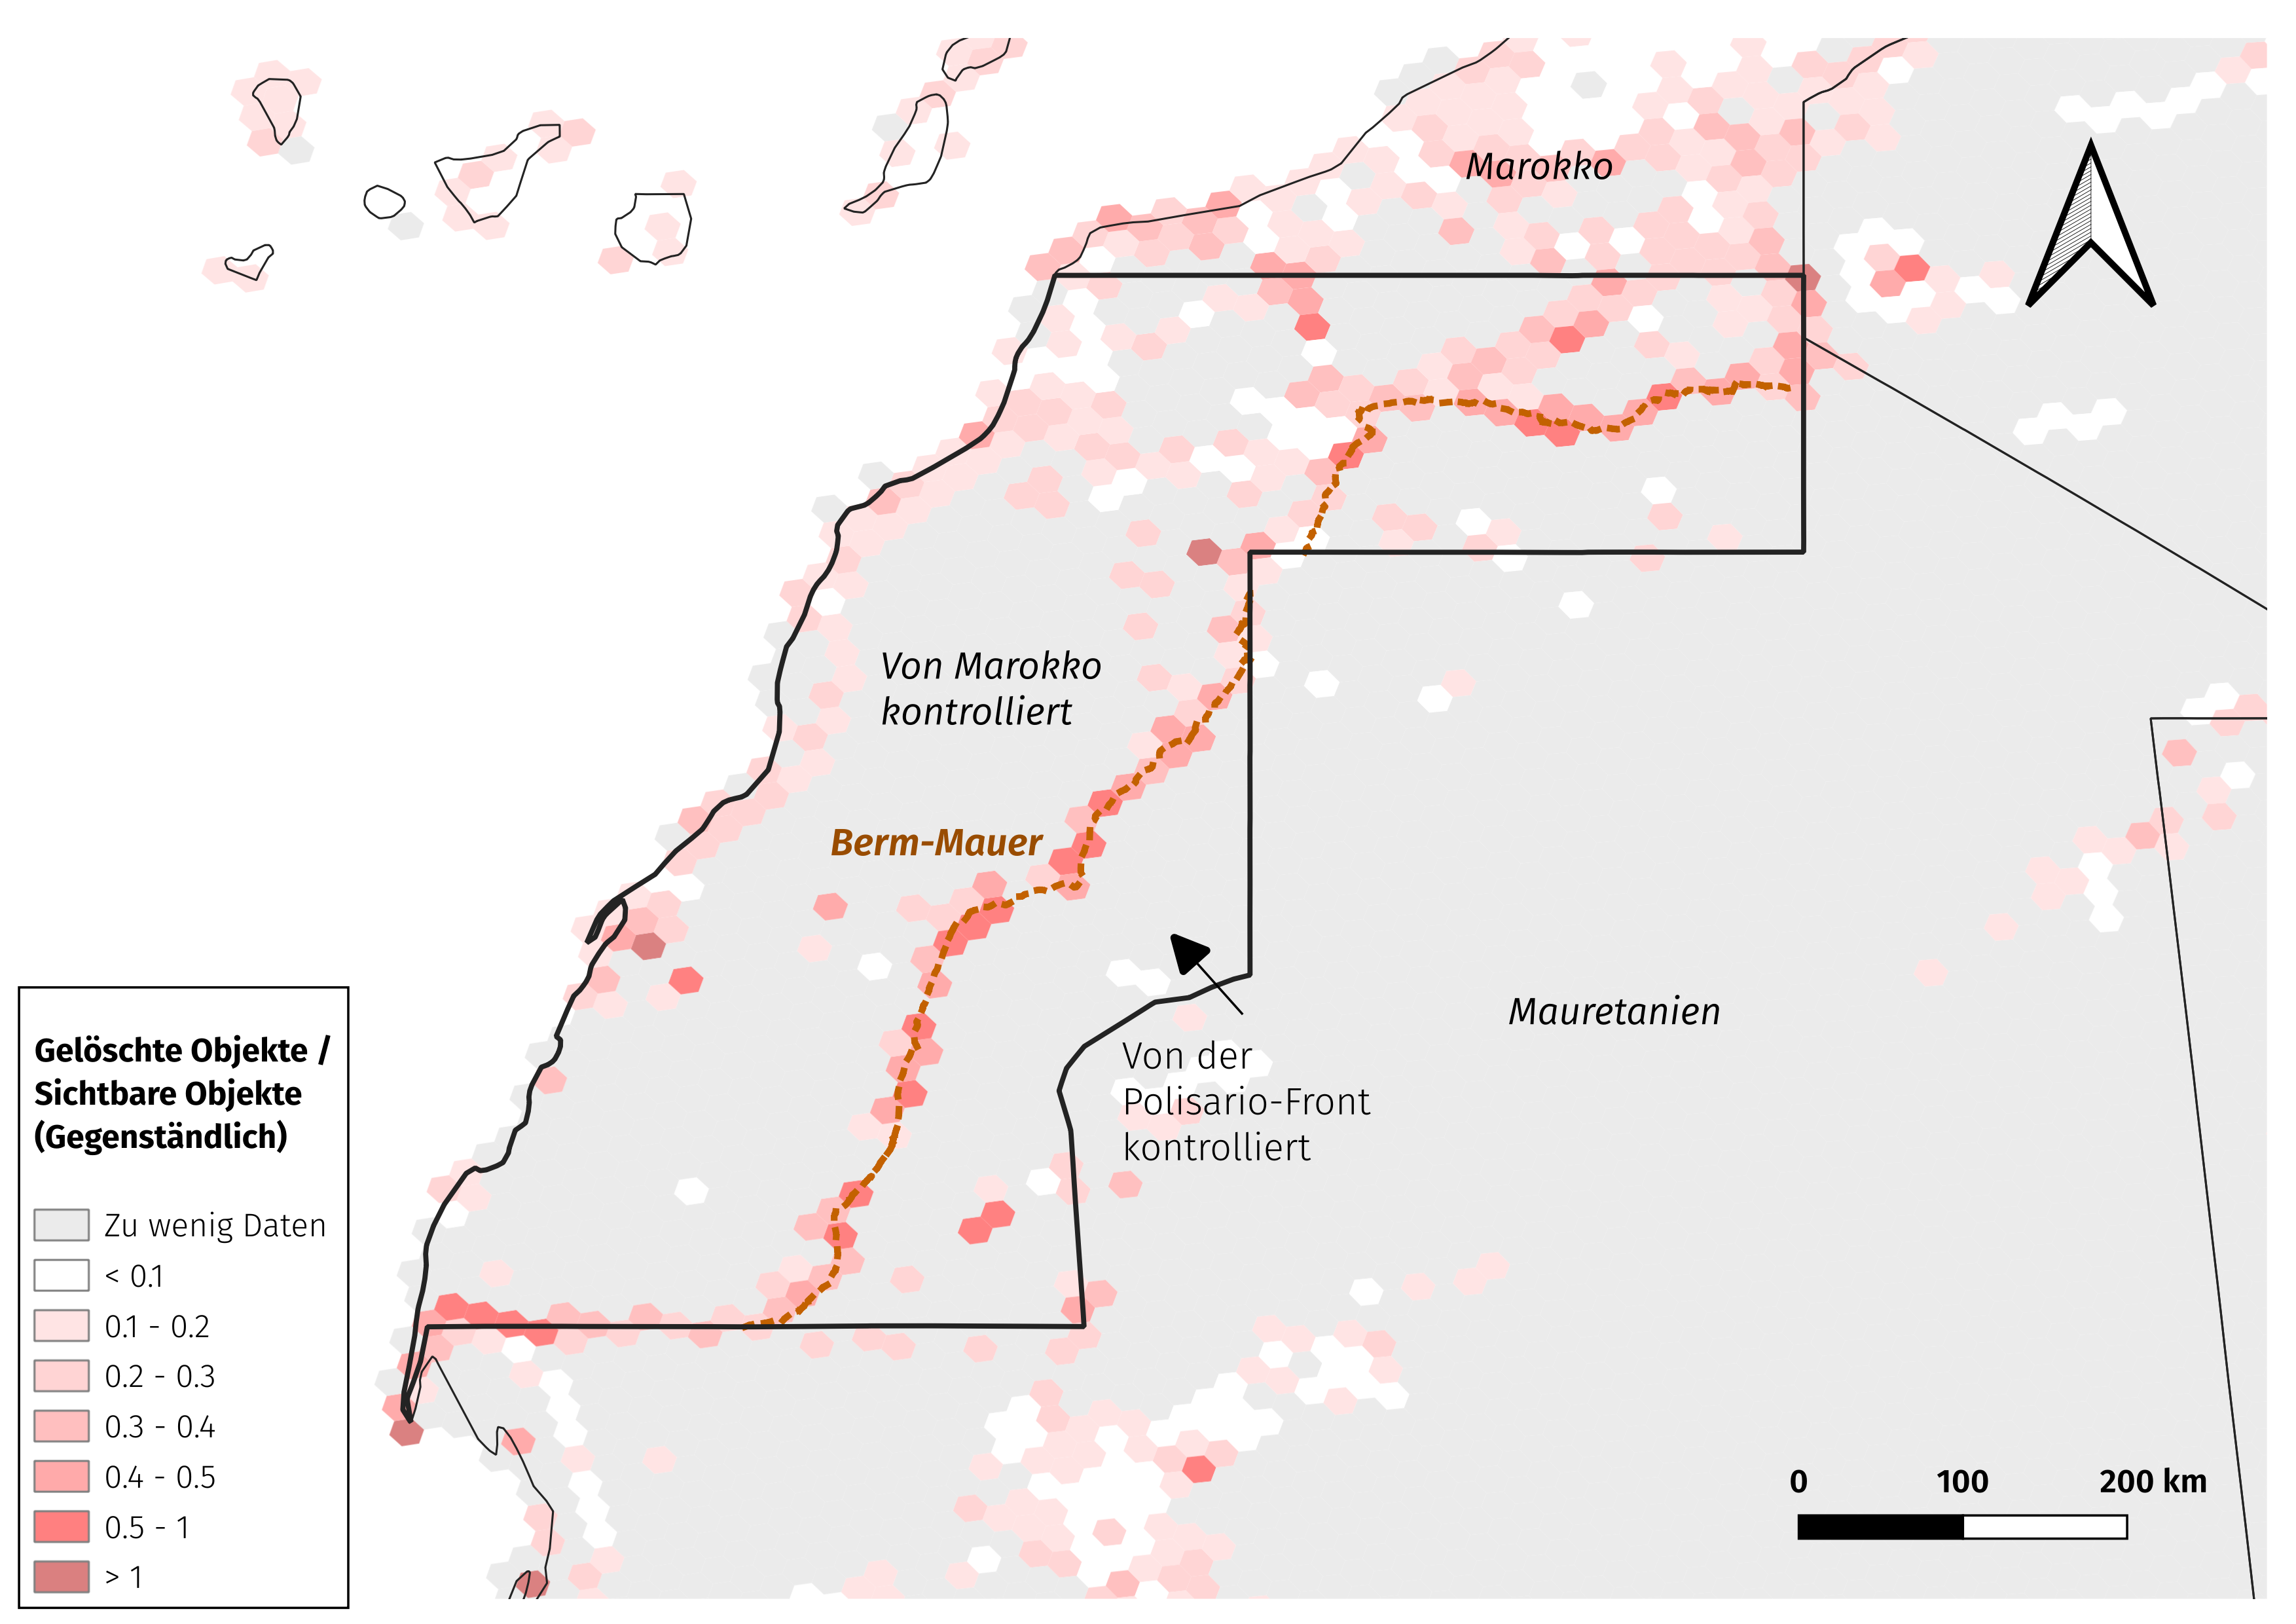 Marokko
Von Marokko
kontrolliert
Berm-Mauer
Mauretanien
Von der
Polisario-Front
kontrolliert
Gelöschte Objekte /
Sichtbare Objekte
(Gegenständlich)
Zu wenig Daten
< 0.1
0.1 - 0.2
0.2 - 0.3
0.3 - 0.4
0.4 - 0.5
0.5 - 1
> 1
0 100 200 km